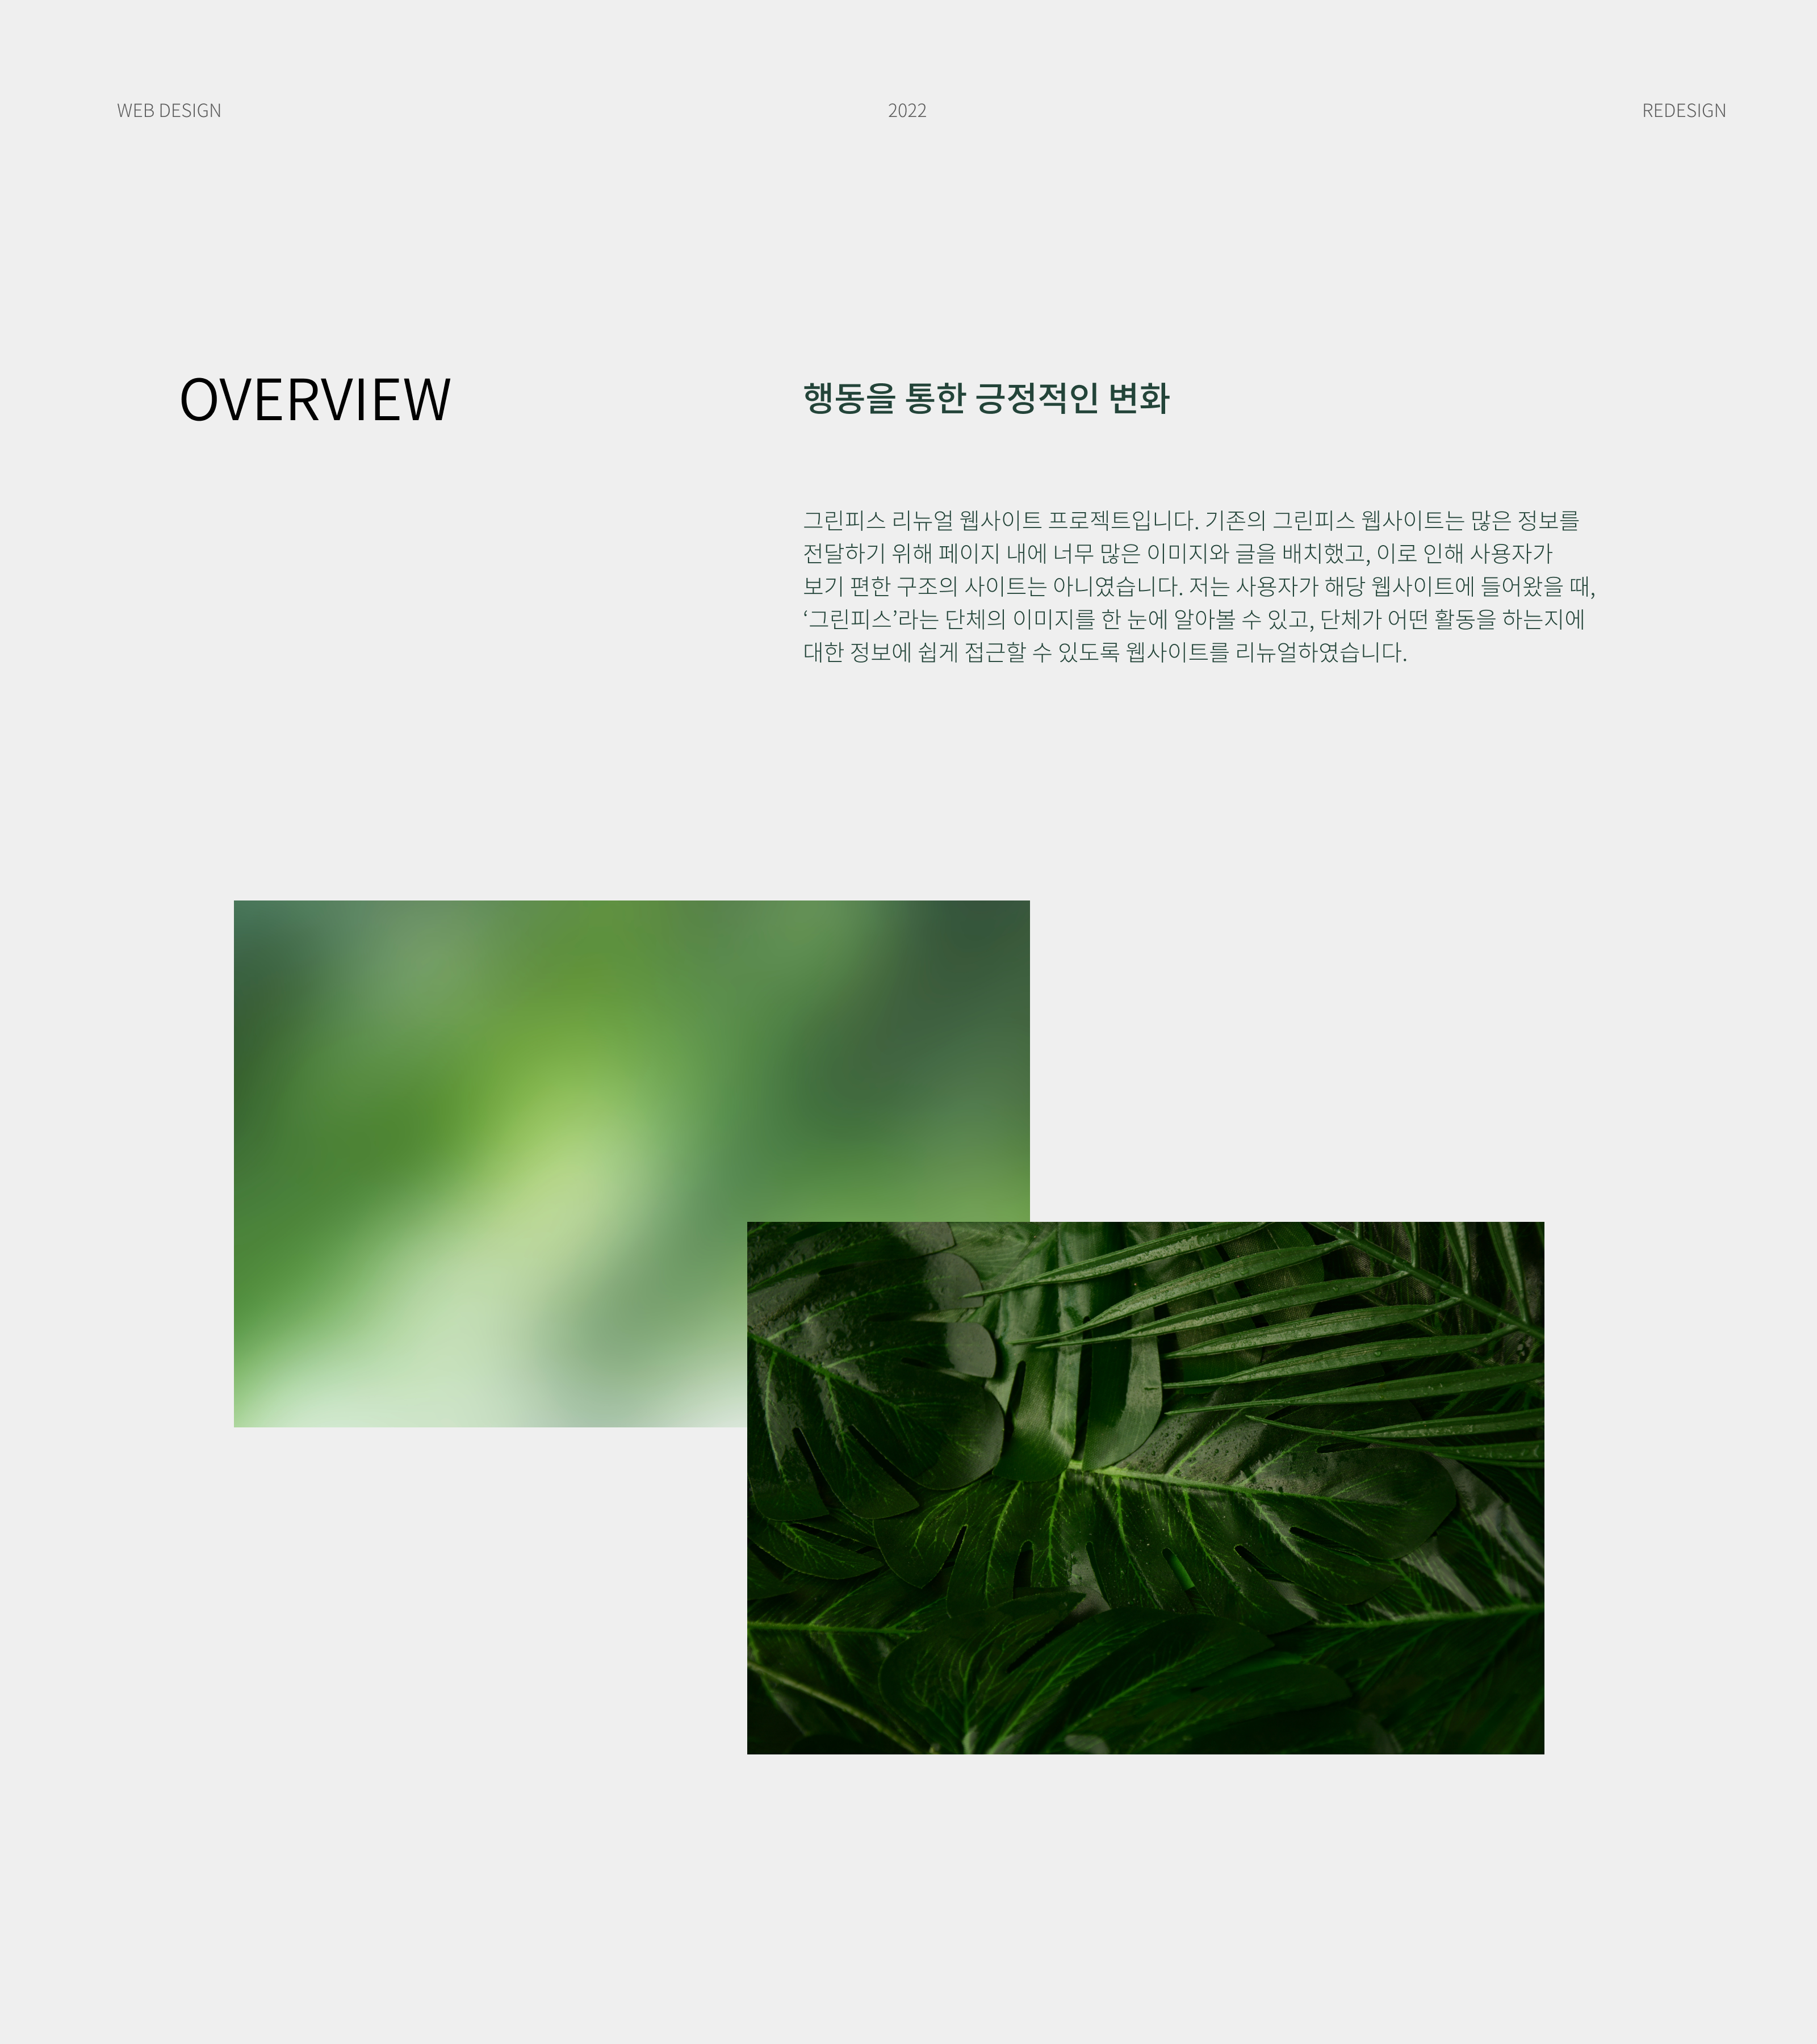 WEB DESIGN
2022
REDESIGN
OVERVIEW
행동을 통한 긍정적인 변화
그린피스 리뉴얼 웹사이트 프로젝트입니다. 기존의 그린피스 웹사이트는 많은 정보를
전달하기 위해 페이지 내에 너무 많은 이미지와 글을 배치했고, 이로 인해 사용자가
보기 편한 구조의 사이트는 아니였습니다. 저는 사용자가 해당 웹사이트에 들어왔을 때,
‘그린피스’라는 단체의 이미지를 한 눈에 알아볼 수 있고, 단체가 어떤 활동을 하는지에
대한 정보에 쉽게 접근할 수 있도록 웹사이트를 리뉴얼하였습니다.